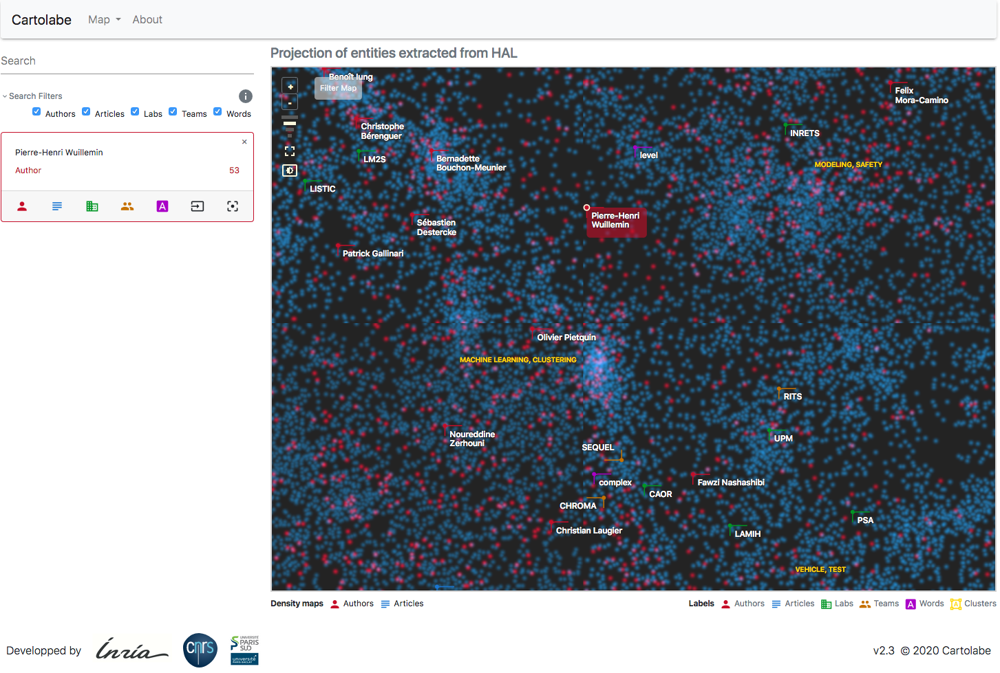 Cartolabe
Map
About
Search
Search Filters
i
Authors
Articles
Labs
Teams
Words
×
Pierre-Henri Wuillemin
Author 53
A
Projection of entities extracted from HAL
+
-
Benoît Iung
Filter Map
Felix
Mora-Camino
Christophe
Bérenguer
INRETS
LM2S
Bernadette
Bouchon-Meunier
level
MODELING, SAFETY
LISTIC
Pierre-Henri
Wuillemin
Sébastien
Destercke
Patrick Gallinari
Olivier Pietquin
MACHINE LEARNING, CLUSTERING
RITS
Noureddine
Zerhouni
UPM
SEQUEL
complex
Fawzi Nashashibi
CAOR
CHROMA
PSA
Christian Laugier
LAMIH
VEHICLE, TEST
Density maps Authors Articles
Labels Authors Articles Labs Teams A Words A Clusters
Developped by
Inria
cnrs
UNIVERSITÉ
PARIS
SUD
université
PARIS-SACLAY
v2.3 © 2020 Cartolabe